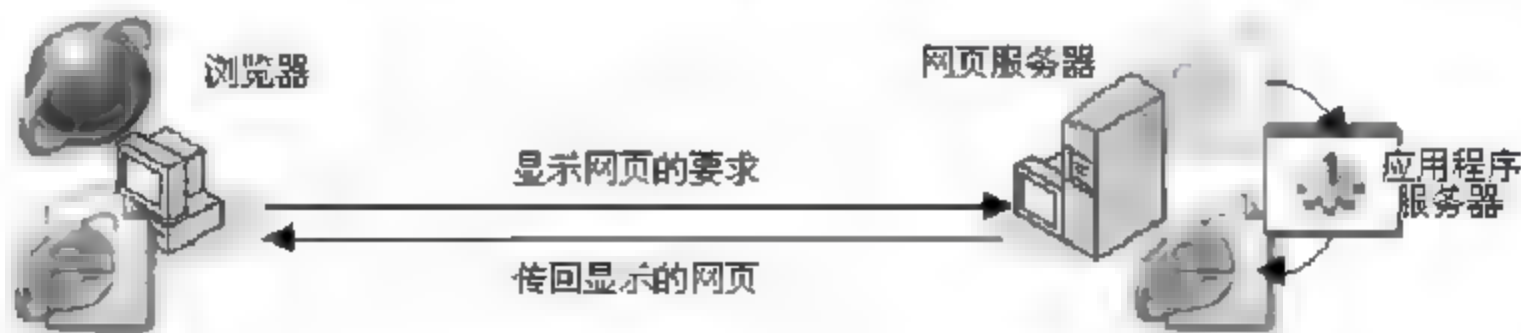 浏览器
网页服务器
显示网页的要求
应用程序
服务器
传回显示的网页